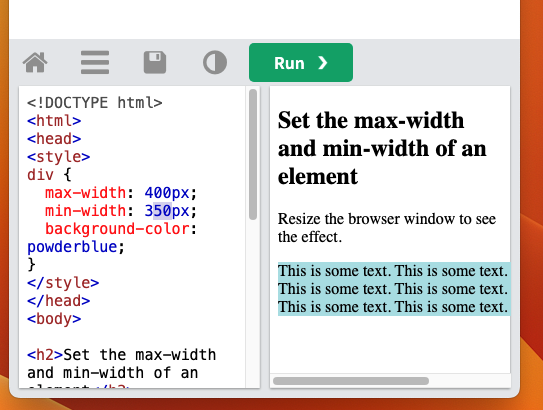 Run ❯
<!DOCTYPE html>
<html>
<head>
<style>
div {
max-width: 400px;
min-width: 350px;
background-color:
powderblue;
}
</style>
</head>
<body>
<h2>Set the max-width
and min-width of an
element</h2>
Set the max-width
and min-width of an
element
Resize the browser window to see
the effect.
This is some text. This is some text.
This is some text. This is some text.
This is some text. This is some text.